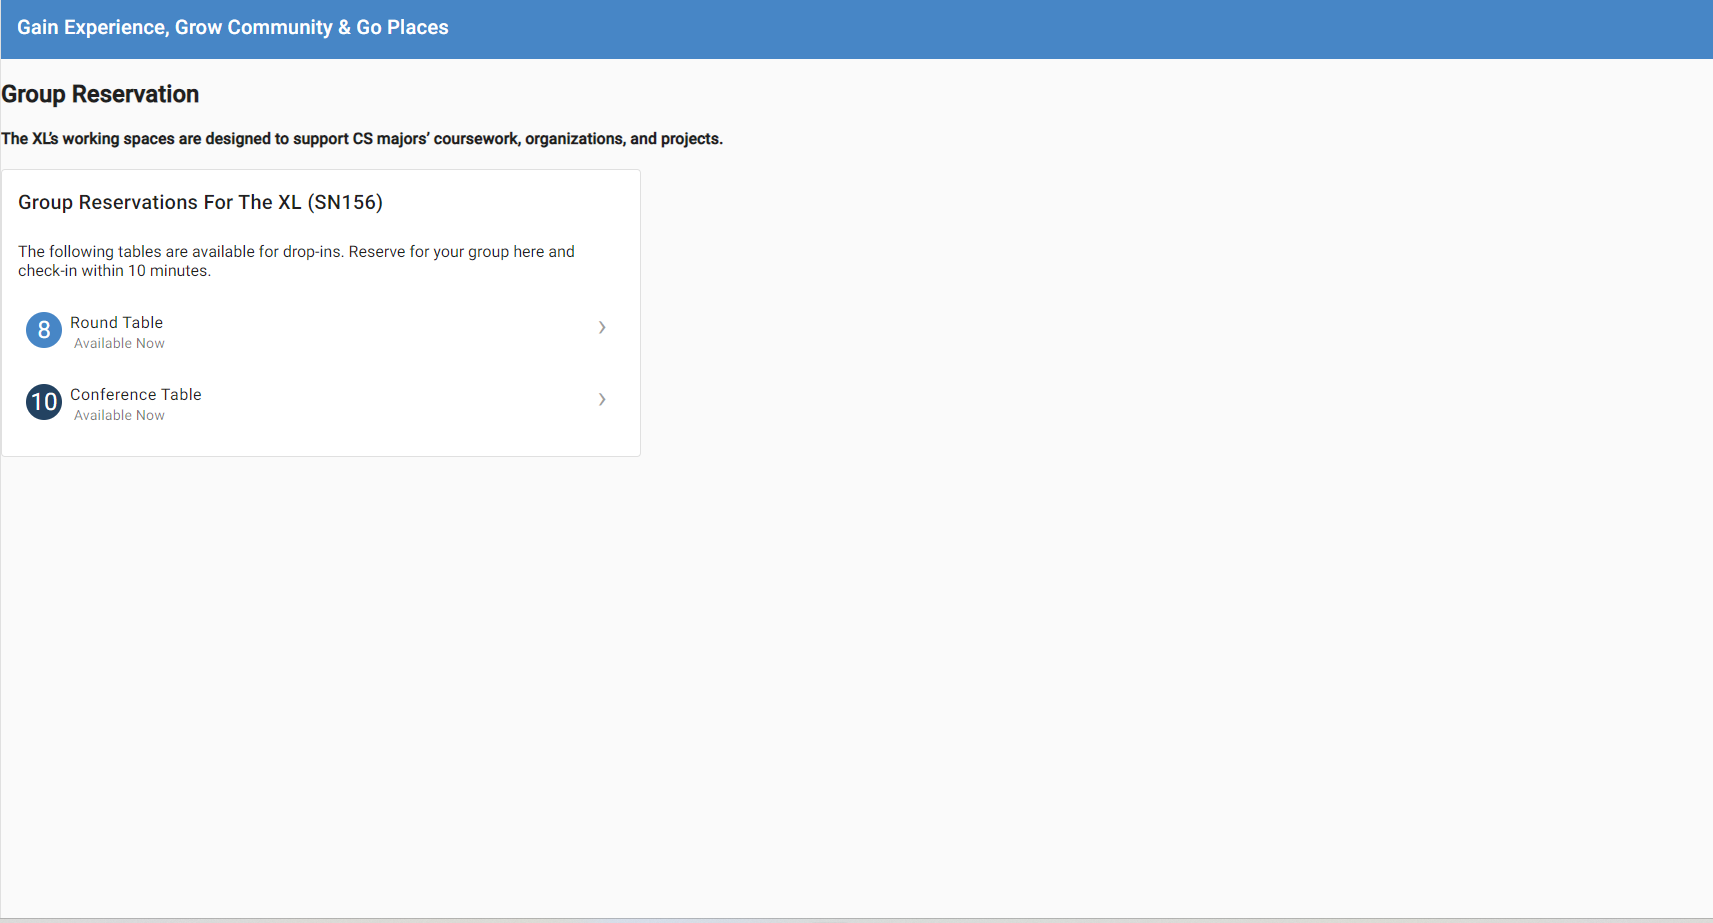 Gain Experience, Grow Community & Go Places
Group Reservation
The XL’s working spaces are designed to support CS majors’ coursework, organizations, and projects.
Group Reservations For The XL (SN156)
The following tables are available for drop-ins. Reserve for your group here and
check-in within 10 minutes.
8 Round Table
Available Now
10 Conference Table
Available Now